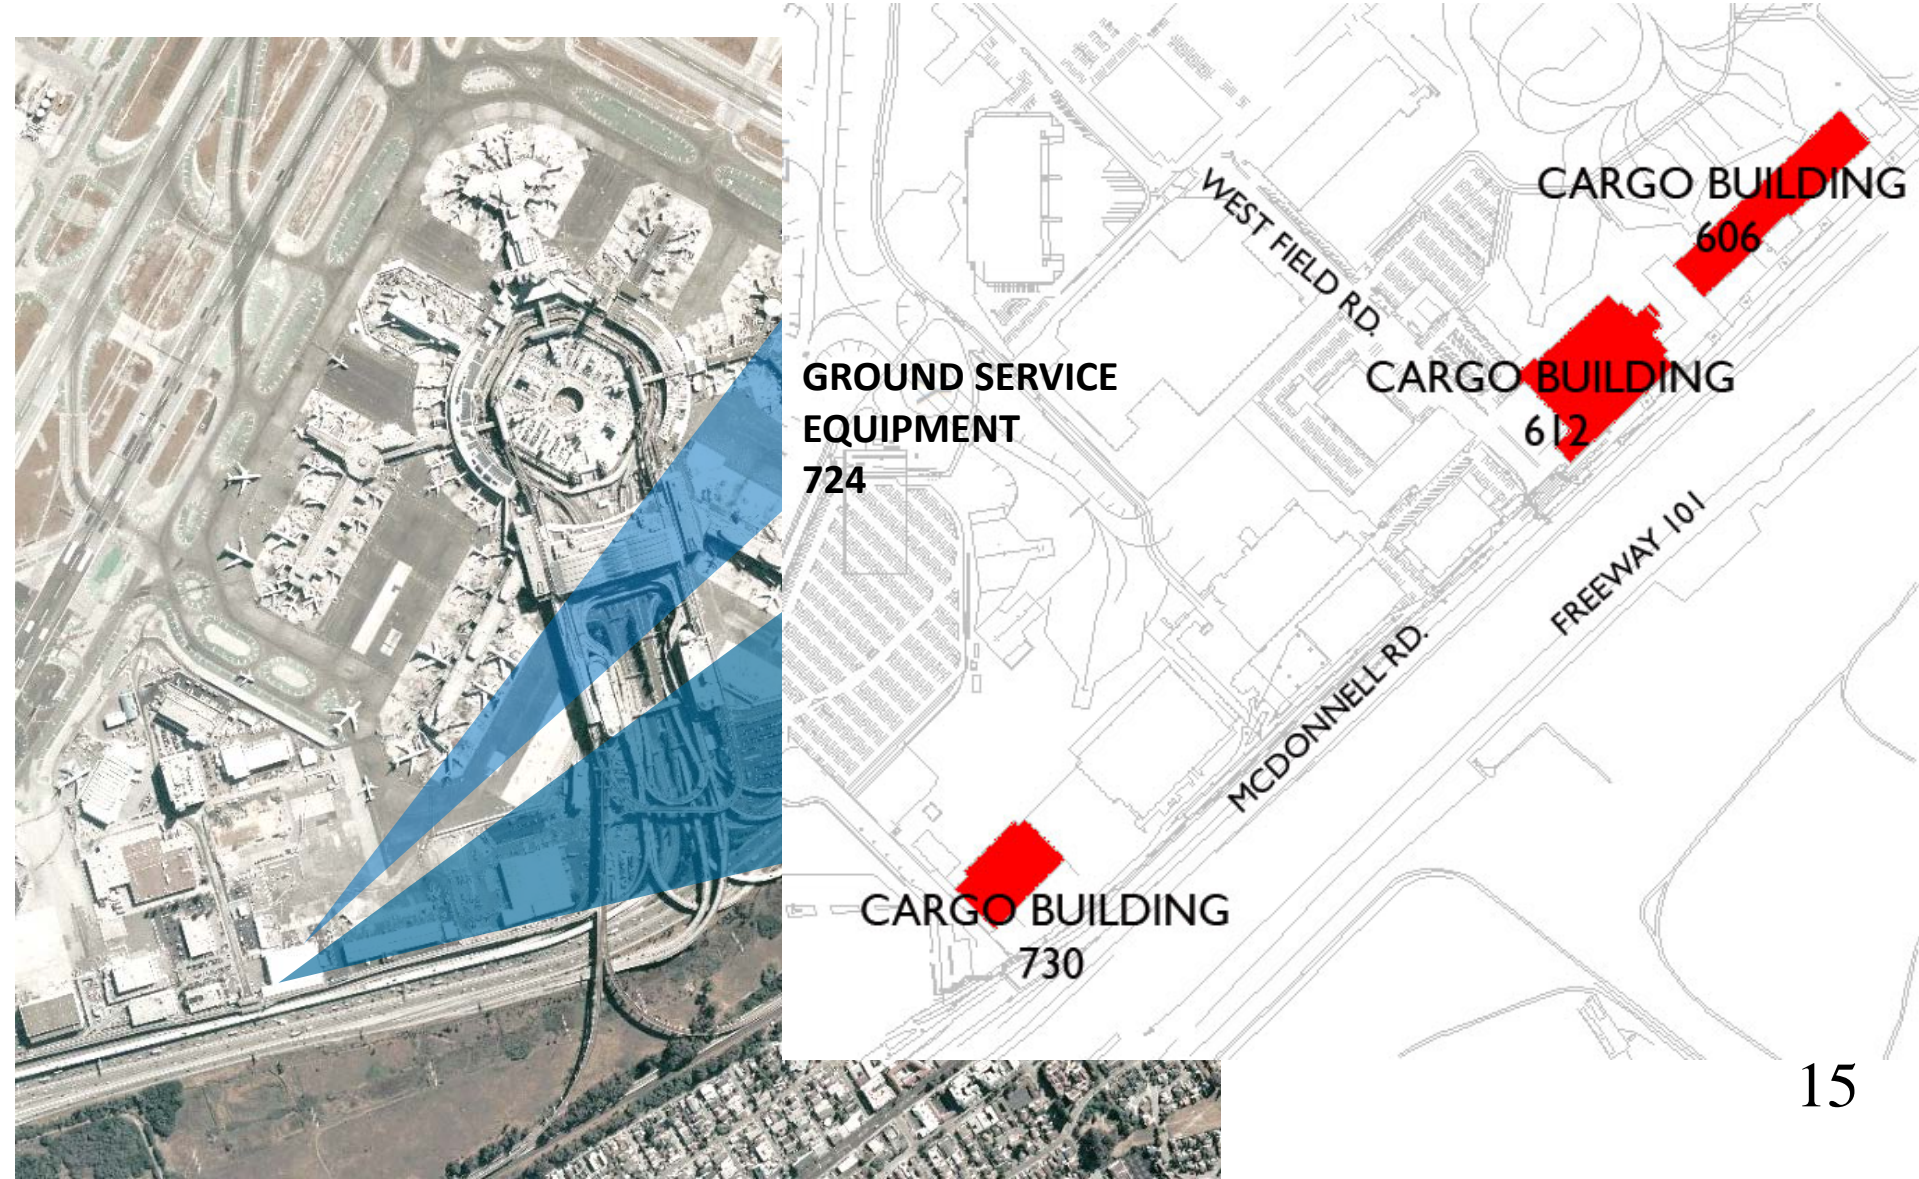 CARGO BUILDING
606
WEST FIELD RD.
GROUND SERVICE
EQUIPMENT
724
CARGO BUILDING
612
FREEWAY 101
MCDONNELL RD.
CARGO BUILDING
730
15